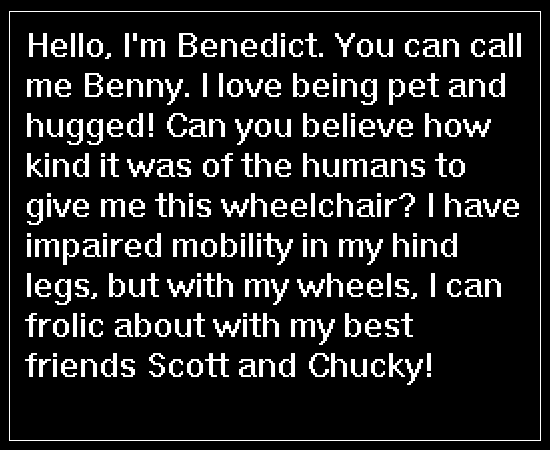 Hello, I'm Benedict. You can call
me Benny. I love being pet and
hugged! Can you believe how
kind it was of the humans to
give me this wheelchair? I have
impaired mobility in my hind
legs, but with my wheels, I can
frolic about with my best
friends Scott and Chucky!